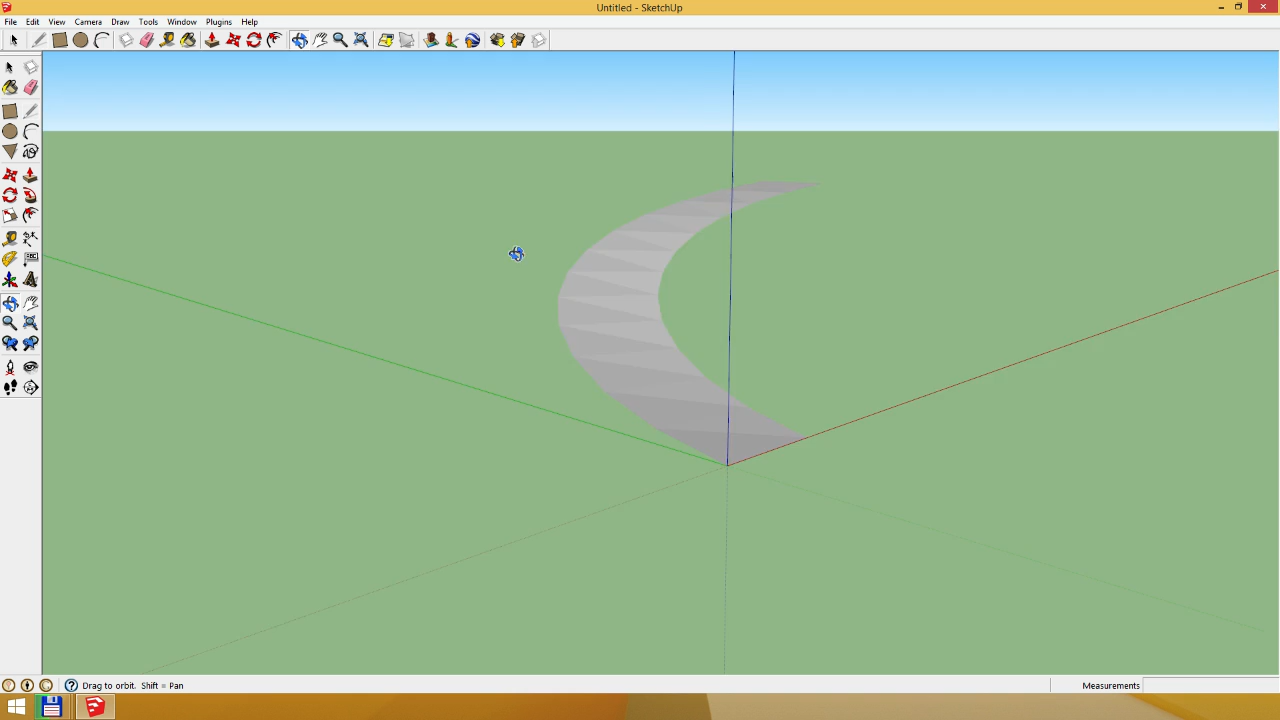 Untitled - SketchUp
File Edit View Camera Draw Tools Window Plugins Help
Drag to orbit. Shift = Pan
Measurements